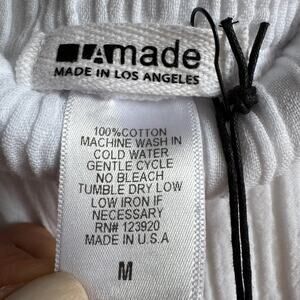 LAmade
MADE IN LOS ANGELES
100%COTTON
MACHINE WASH IN
COLD WATER
GENTLE CYCLE
NO BLEACH
TUMBLE DRY LOW
LOW IRON IF
NECESSARY
RN# 123920
MADE IN U.S.A
M